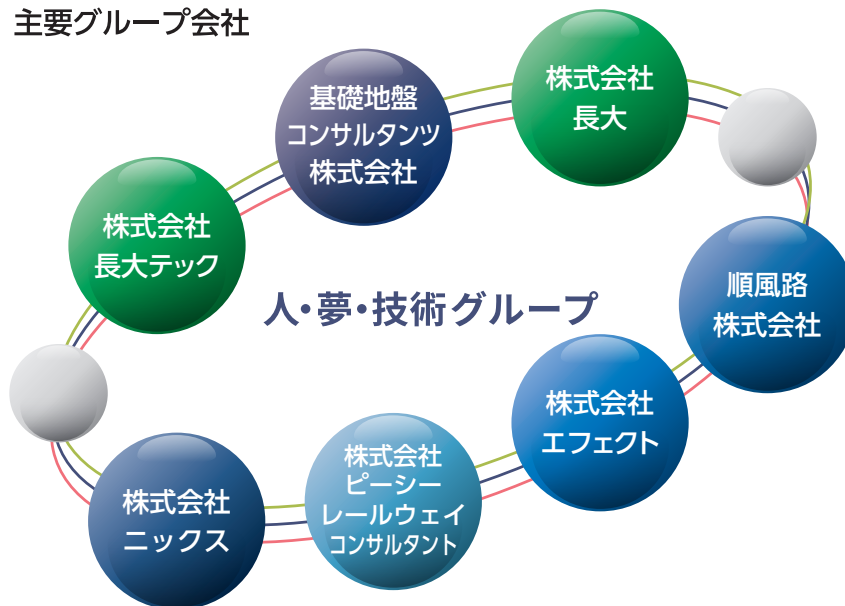 主要グループ会社
株式会社
長大
基礎地盤
コンサルタンツ
株式会社
株式会社
長大テック
順風路
株式会社
人・夢・技術グループ
株式会社
エフェクト
株式会社
ピーシー
レールウェイ
コンサルタント
株式会社
ニックス